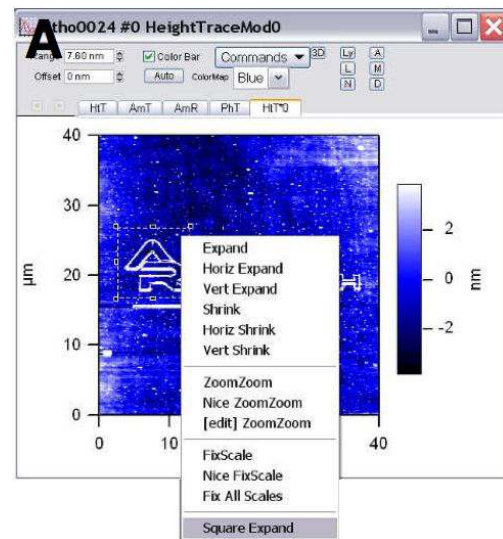 A
tho0024 #0 HeightTraceMod0
Range 7.60 nm Color Bar Commands 3D Ly A
Offset 0 nm Auto ColorMap Blue L M
N D
HtT AmT AmR PhT HtT*0
40
30
20
10
0
µm
0 10 40
2
0
-2
nm
Expand
Horiz Expand
Vert Expand
Shrink
Horiz Shrink
Vert Shrink
ZoomZoom
Nice ZoomZoom
[edit] ZoomZoom
FixScale
Nice FixScale
Fix All Scales
Square Expand